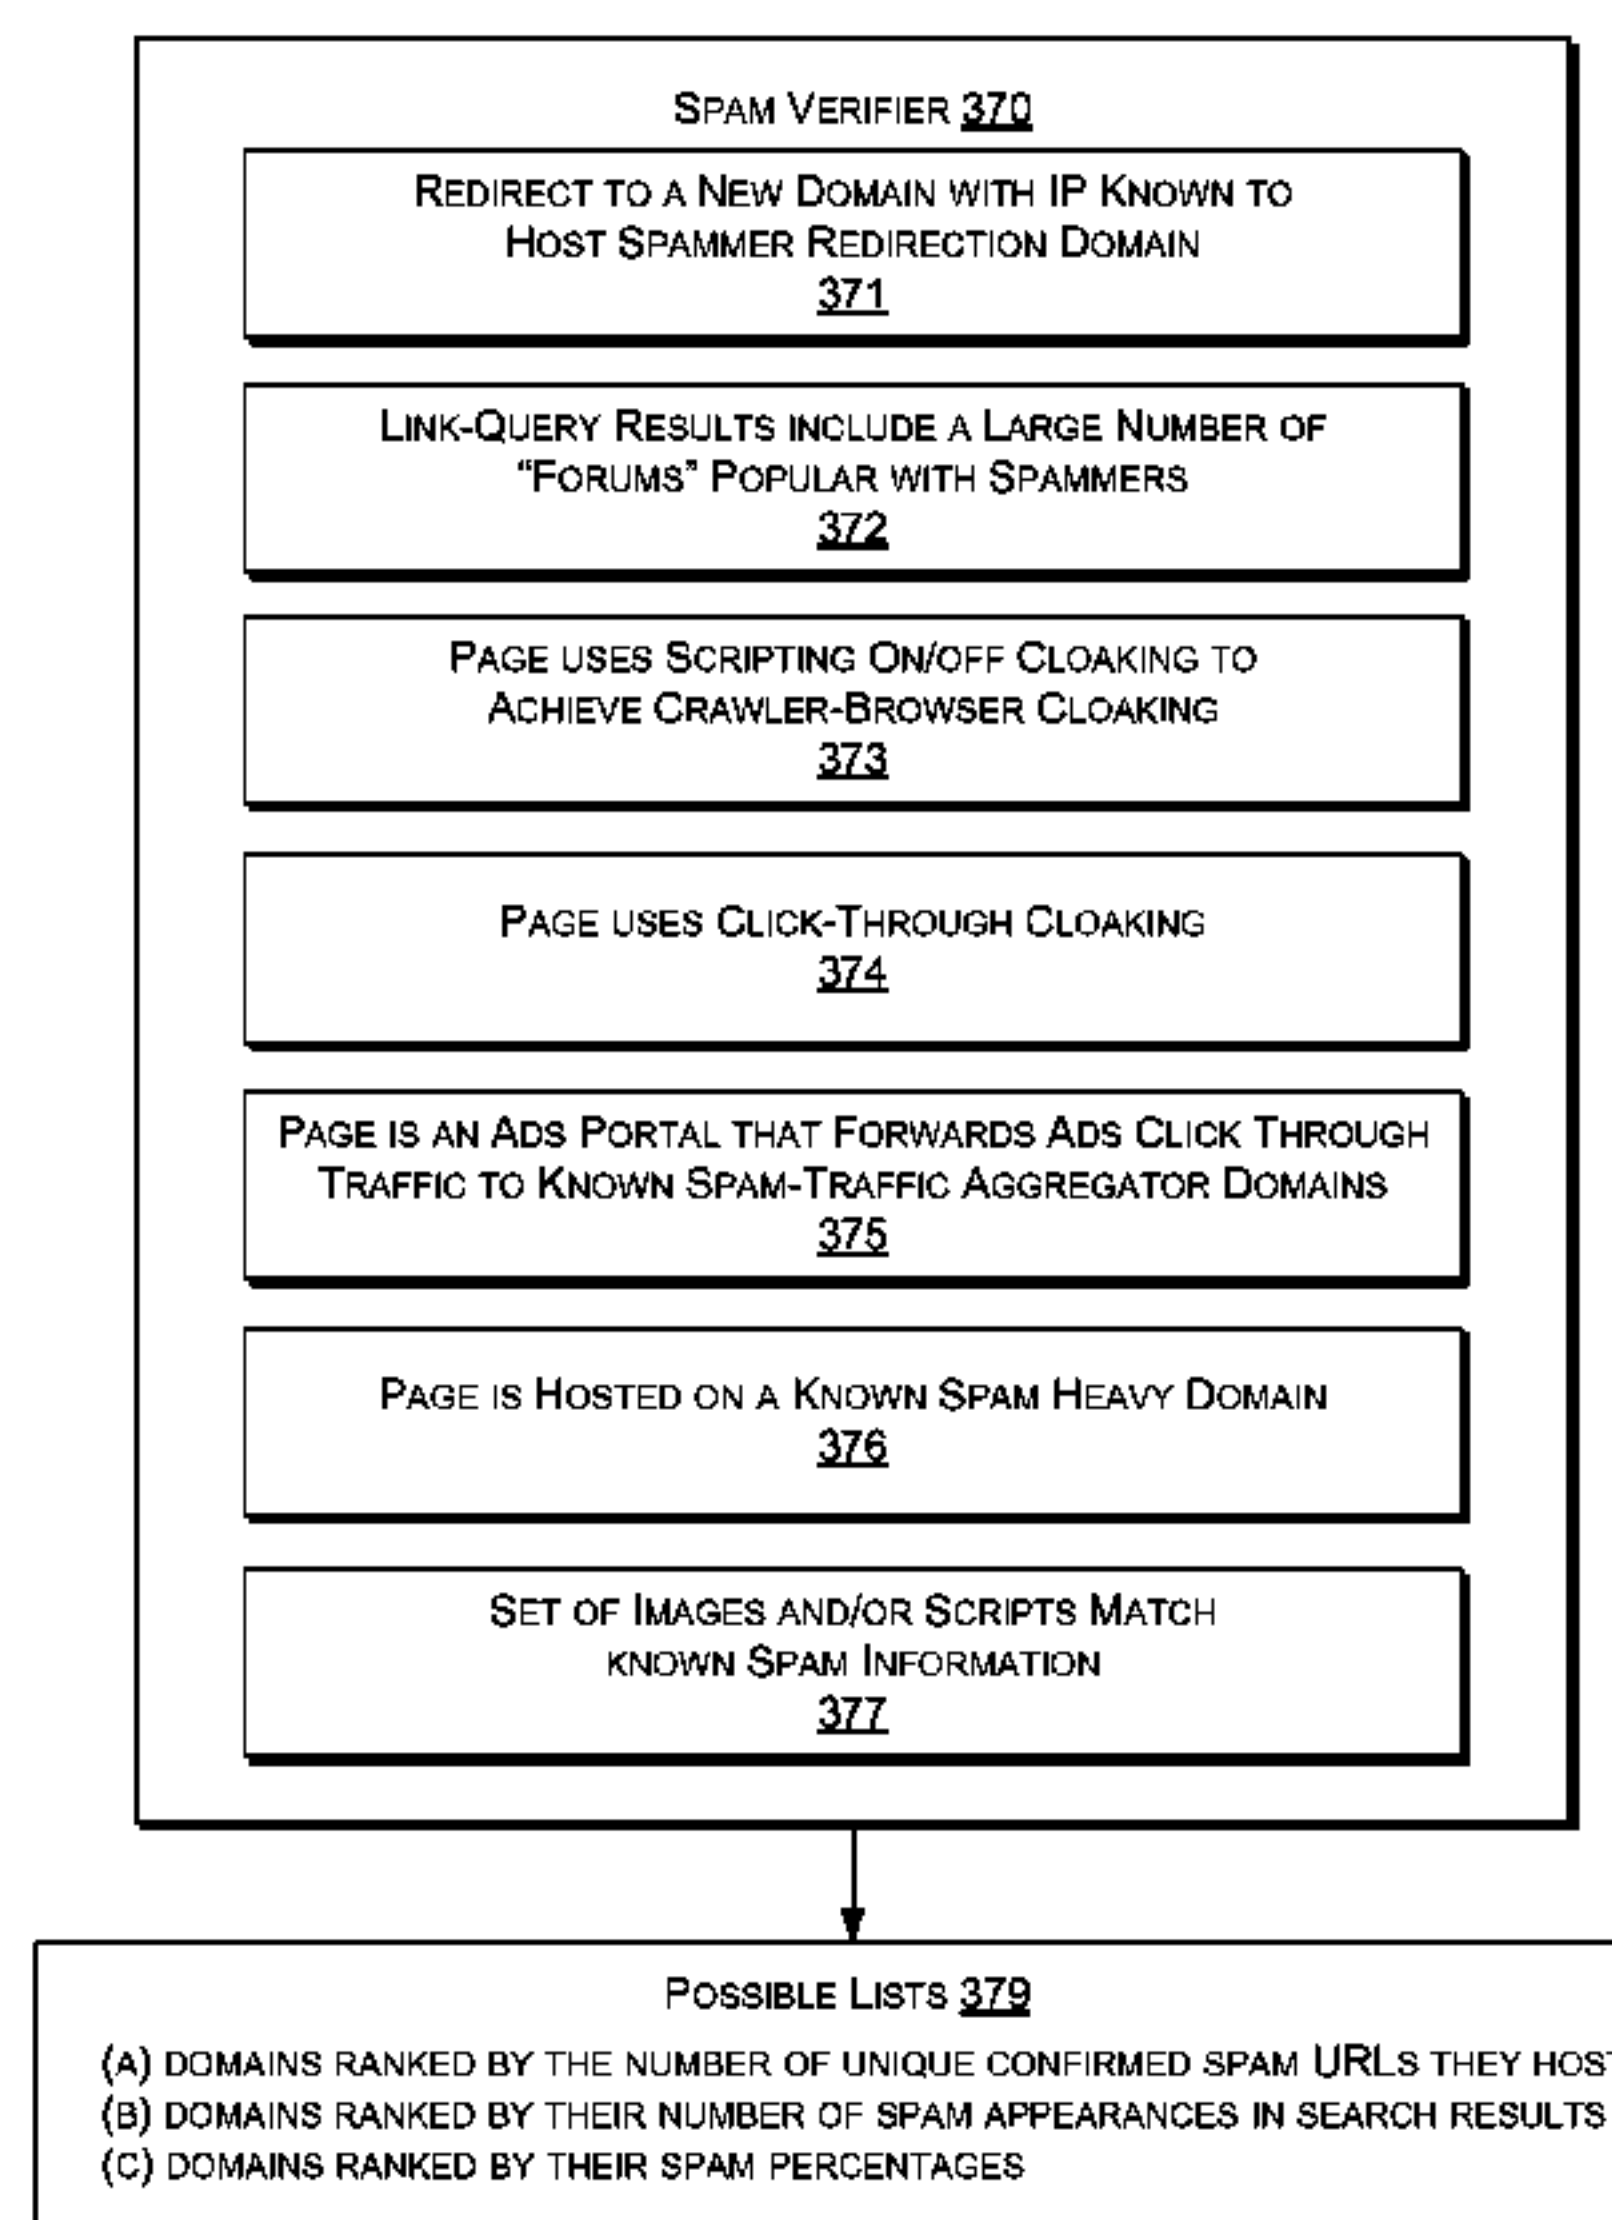 SPAM VERIFIER 370
REDIRECT TO A NEW DOMAIN WITH IP KNOWN TO
HOST SPAMMER REDIRECTION DOMAIN
371
LINK-QUERY RESULTS INCLUDE A LARGE NUMBER OF
“FORUMS” POPULAR WITH SPAMMERS
372
PAGE USES SCRIPTING ON/OFF CLOAKING TO
ACHIEVE CRAWLER-BROWSER CLOAKING
373
PAGE USES CLICK-THROUGH CLOAKING
374
PAGE IS AN ADS PORTAL THAT FORWARDS ADS CLICK THROUGH
TRAFFIC TO KNOWN SPAM-TRAFFIC AGGREGATOR DOMAINS
375
PAGE IS HOSTED ON A KNOWN SPAM HEAVY DOMAIN
376
SET OF IMAGES AND/OR SCRIPTS MATCH
KNOWN SPAM INFORMATION
377
POSSIBLE LISTS 379
(A) DOMAINS RANKED BY THE NUMBER OF UNIQUE CONFIRMED SPAM URLS THEY HOST
(B) DOMAINS RANKED BY THEIR NUMBER OF SPAM APPEARANCES IN SEARCH RESULTS
(C) DOMAINS RANKED BY THEIR SPAM PERCENTAGES